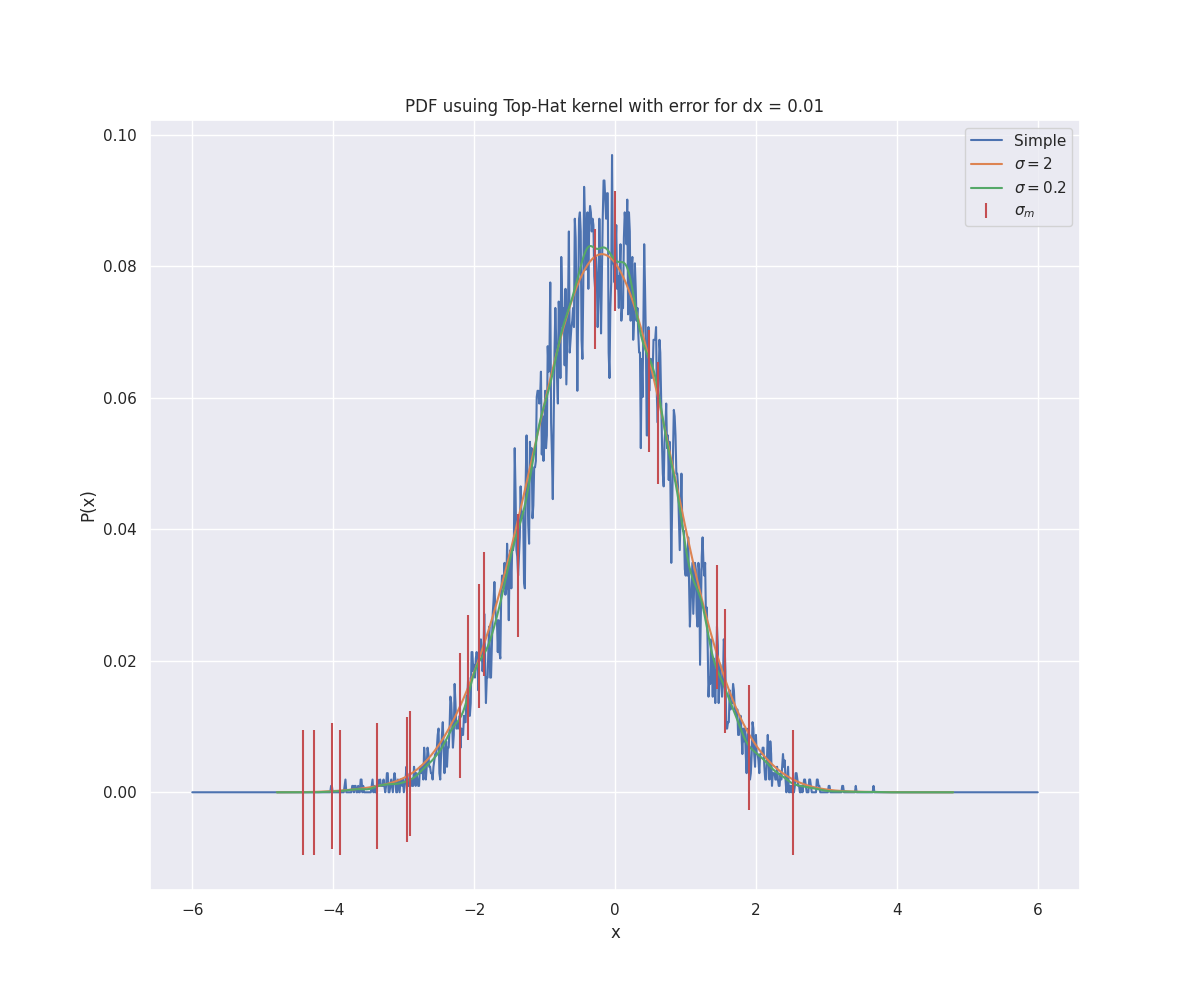 PDF usuing Top-Hat kernel with error for dx = 0.01
Simple
σ = 2
σ = 0.2
σm
0.10
0.08
0.06
0.04
0.02
0.00
P(x)
−6 −4 −2 0 2 4 6
x